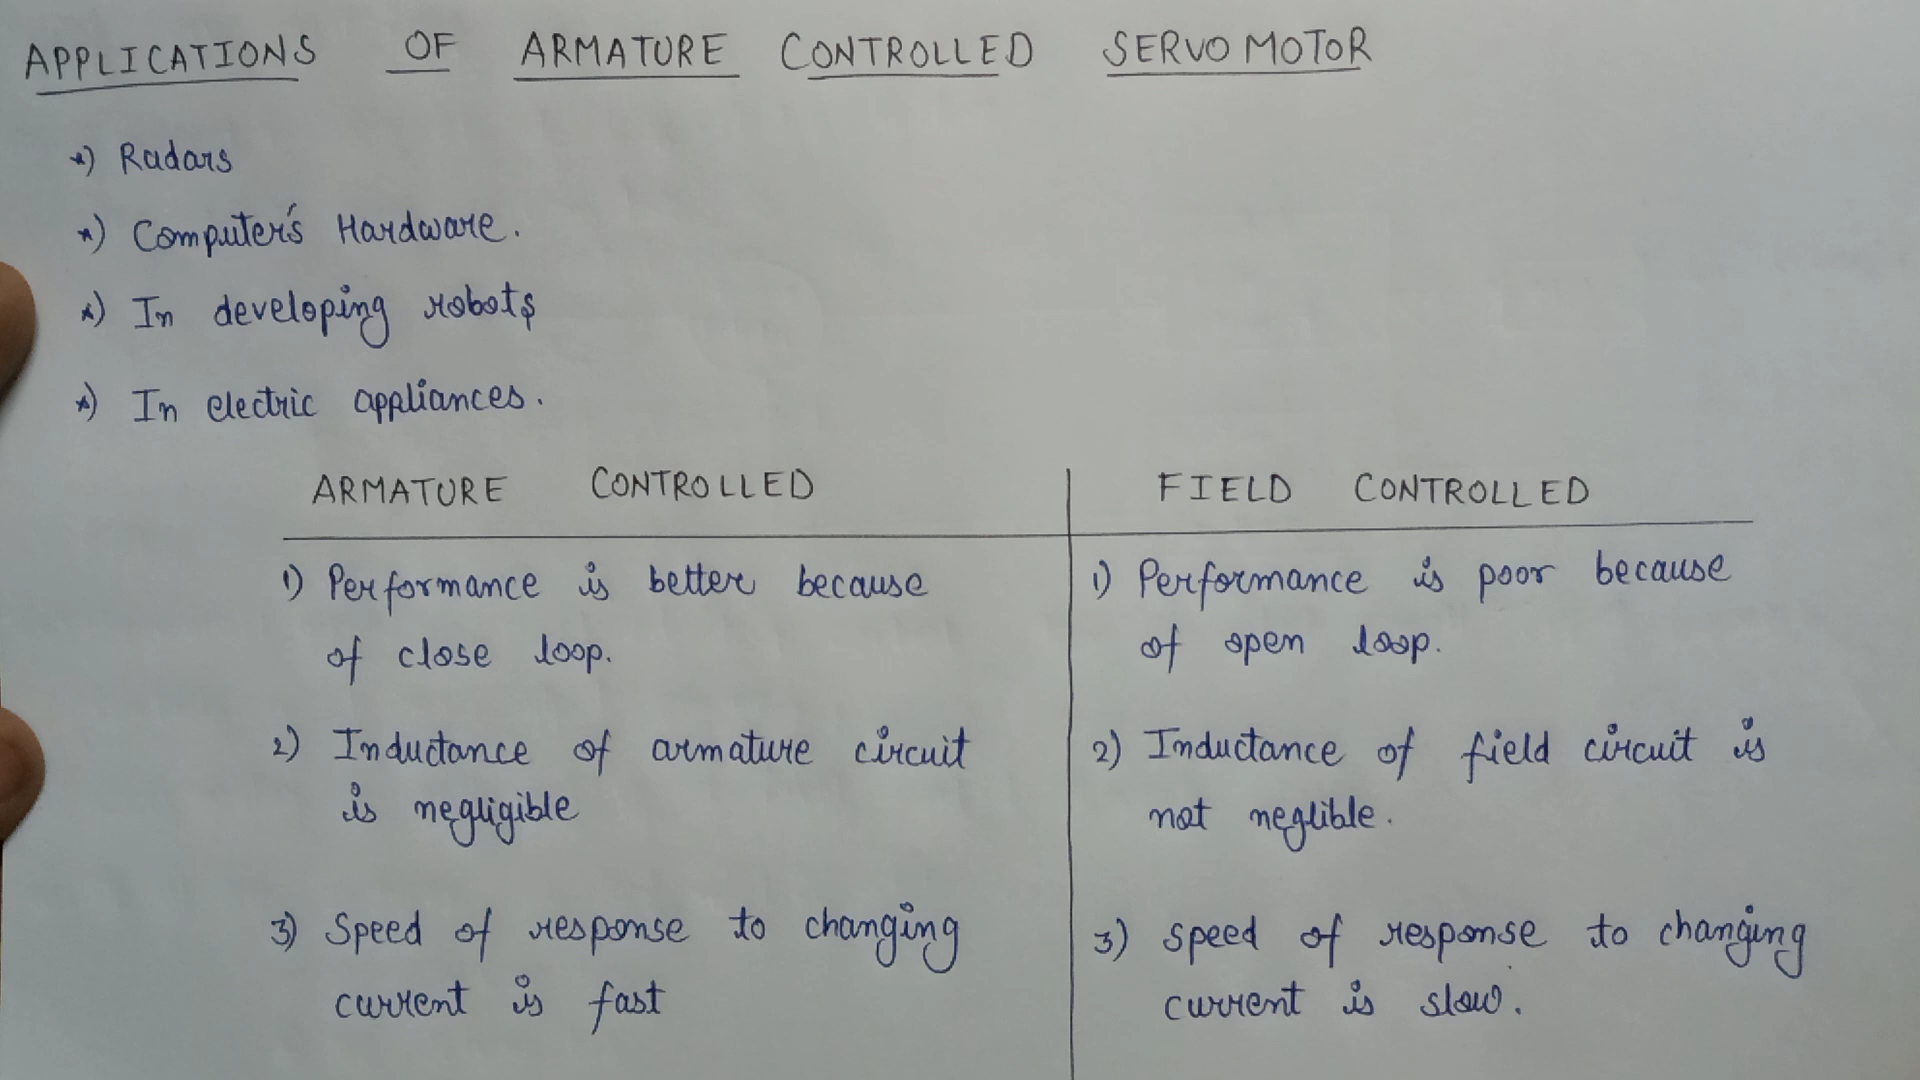 APPLICATIONS OF ARMATURE CONTROLLED SERVO MOTOR
*) Radars
*) Computer's Hardware.
*) In developing robots
*) In electric appliances.
ARMATURE CONTROLLED
1) Performance is better because
of close loop.
2) Inductance of armature circuit
is negligible
3) Speed of response to changing
current is fast
FIELD CONTROLLED
1) Performance is poor because
of open loop.
2) Inductance of field circuit is
not neglible.
3) Speed of response to changing
current is slow.